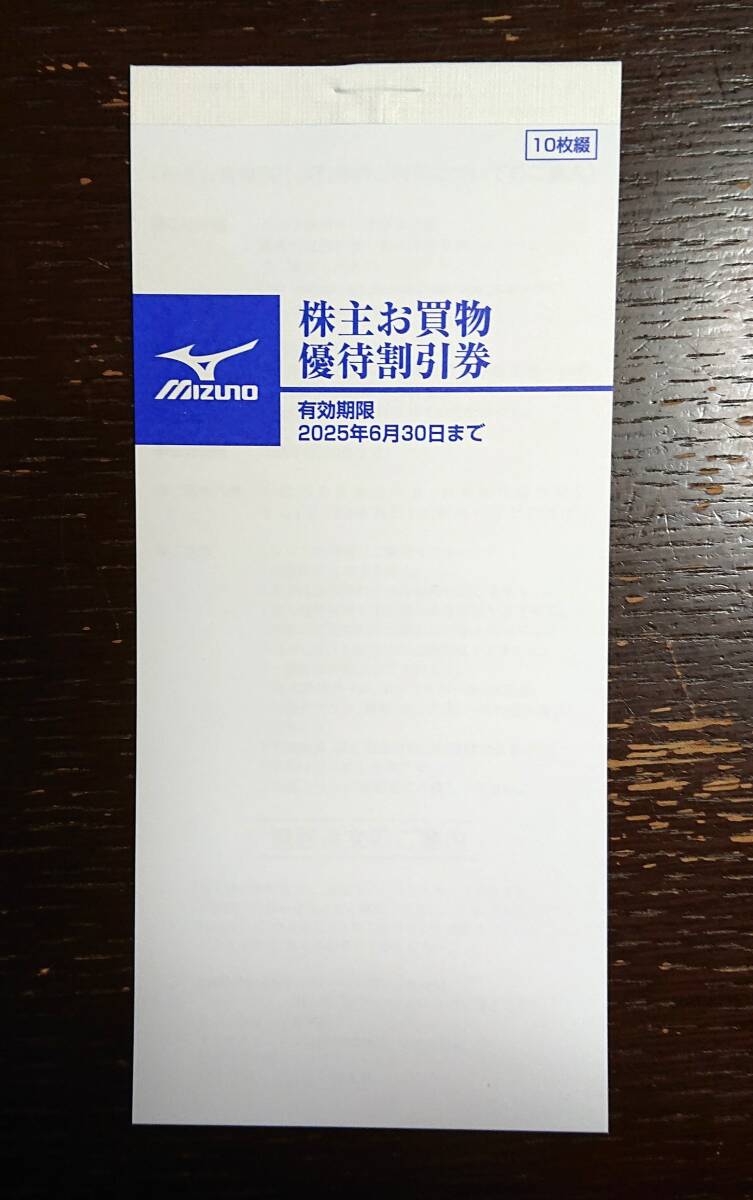 10枚綴
株主お買物
優待割引券
MIZUNO
有効期限
2025年6月30日まで